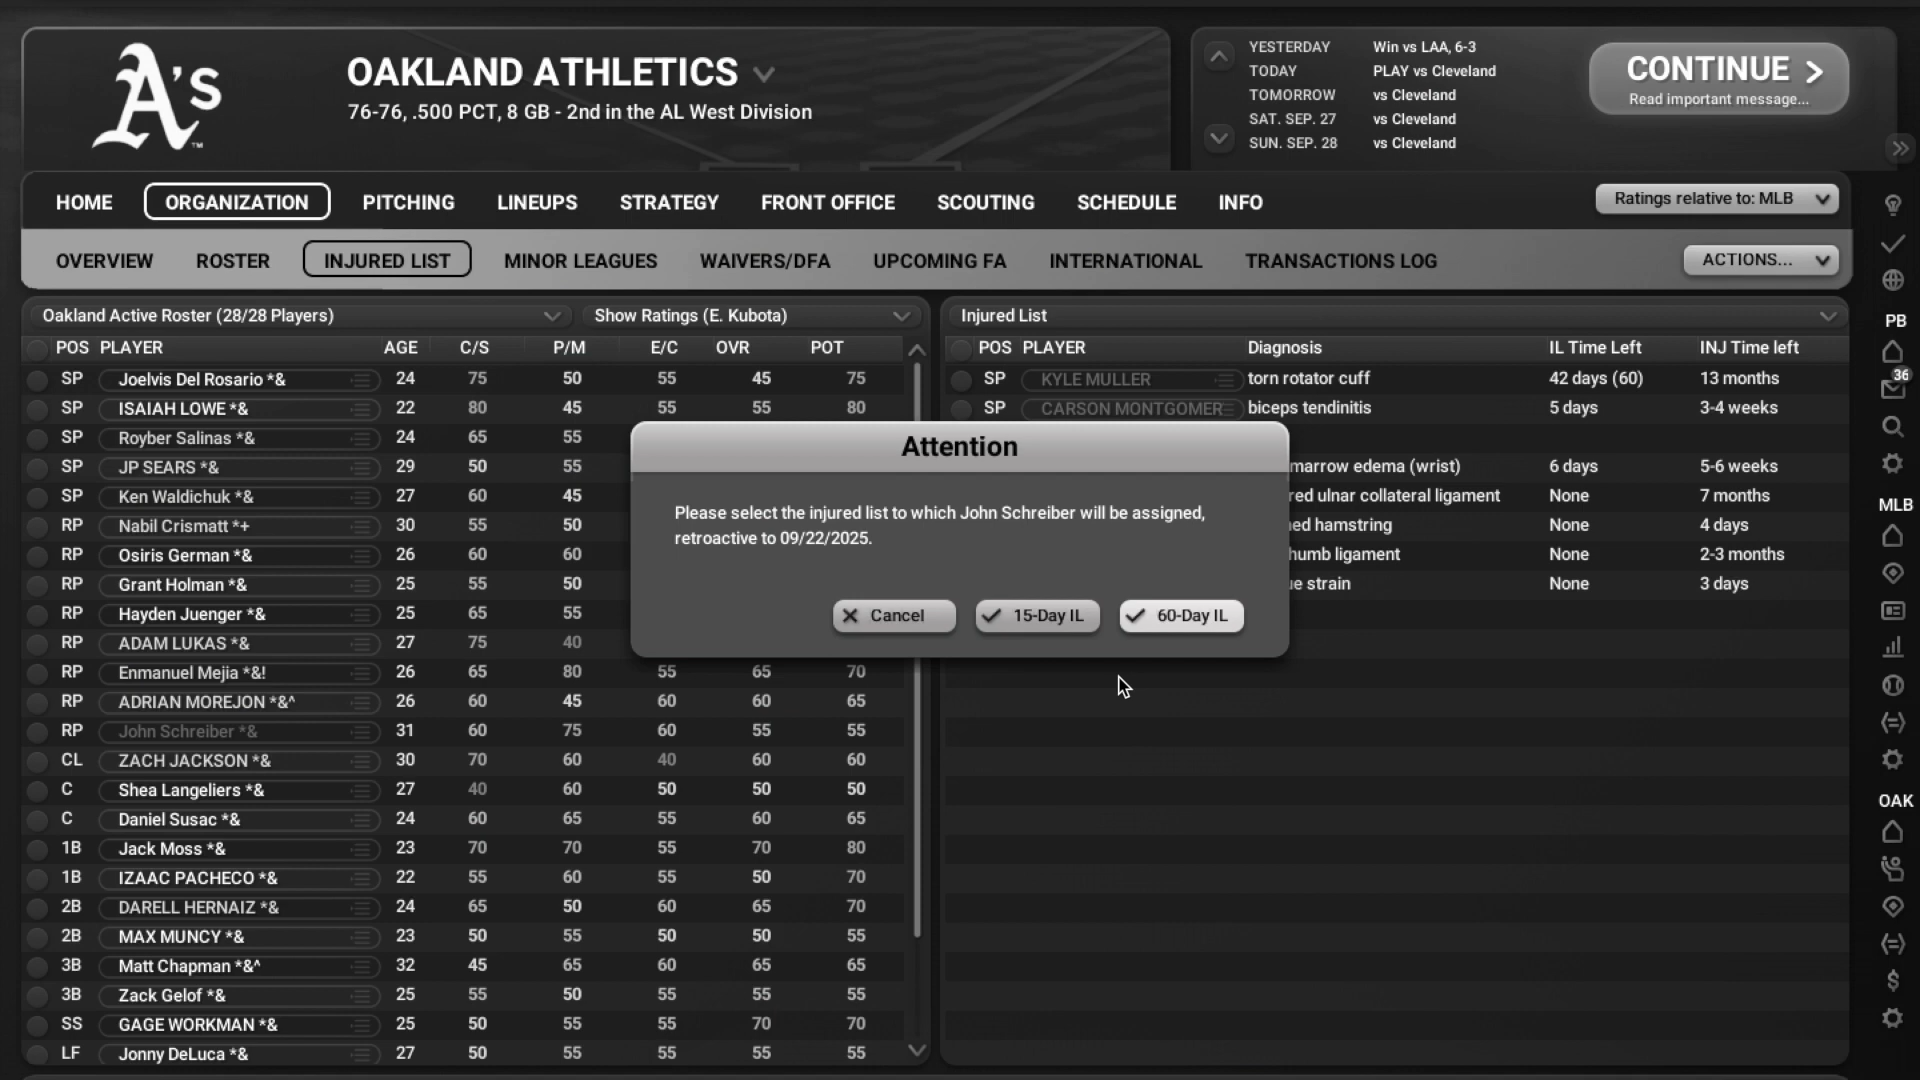 A's
TM
OAKLAND ATHLETICS
76-76, .500 PCT, 8 GB - 2nd in the AL West Division
YESTERDAY Win vs LAA, 6-3
TODAY PLAY vs Cleveland
TOMORROW vs Cleveland
SAT. SEP. 27 vs Cleveland
SUN. SEP. 28 vs Cleveland
CONTINUE
Read important message...
HOME ORGANIZATION PITCHING LINEUPS STRATEGY FRONT OFFICE SCOUTING SCHEDULE INFO
Ratings relative to: MLB
OVERVIEW ROSTER INJURED LIST MINOR LEAGUES WAIVERS/DFA UPCOMING FA INTERNATIONAL TRANSACTIONS LOG
ACTIONS...
Oakland Active Roster (28/28 Players) Show Ratings (E. Kubota)
POS PLAYER AGE C/S P/M E/C OVR POT
SP Joelvis Del Rosario *& 24 75 50 55 45 75
SP ISAIAH LOWE *& 22 80 45 55 55 80
SP Royber Salinas *& 24 65 55
SP JP SEARS *& 29 50 55
SP Ken Waldichuk *& 27 60 45
RP Nabil Crismatt *+ 30 55 50
RP Osiris German *& 26 60 60
RP Grant Holman *& 25 55 50
RP Hayden Juenger *& 25 65 55
RP ADAM LUKAS *& 27 75 40
RP Enmanuel Mejia *&! 26 65 80 55 65 70
RP ADRIAN MOREJON *&^ 26 60 45 60 60 65
RP John Schreiber *& 31 60 75 60 55 55
CL ZACH JACKSON *& 30 70 60 40 60 60
C Shea Langeliers *& 27 40 60 50 50 50
C Daniel Susac *& 24 60 65 55 60 65
1B Jack Moss *& 23 70 70 55 70 80
1B IZAAC PACHECO *& 22 55 60 55 50 70
2B DARELL HERNAIZ *& 24 65 50 60 65 70
2B MAX MUNCY *& 23 50 55 50 50 55
3B Matt Chapman *&^ 32 45 65 60 65 65
3B Zack Gelof *& 25 55 50 55 55 55
SS GAGE WORKMAN *& 25 50 55 55 70 70
LF Jonny DeLuca *& 27 50 55 55 55 55
Injured List
POS PLAYER Diagnosis IL Time Left INJ Time left
SP KYLE MULLER torn rotator cuff 42 days (60) 13 months
SP CARSON MONTGOMER biceps tendinitis 5 days 3-4 weeks
marrow edema (wrist) 6 days 5-6 weeks
red ulnar collateral ligament None 7 months
ed hamstring None 4 days
humb ligament None 2-3 months
ue strain None 3 days
Attention
Please select the injured list to which John Schreiber will be assigned,
retroactive to 09/22/2025.
Cancel 15-Day IL 60-Day IL
PB
36
MLB
OAK